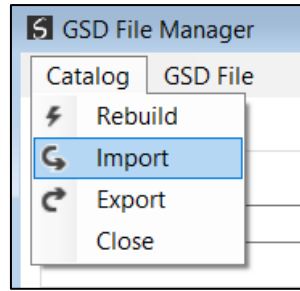 GSD File Manager
Catalog GSD File
Rebuild
Import
Export
Close